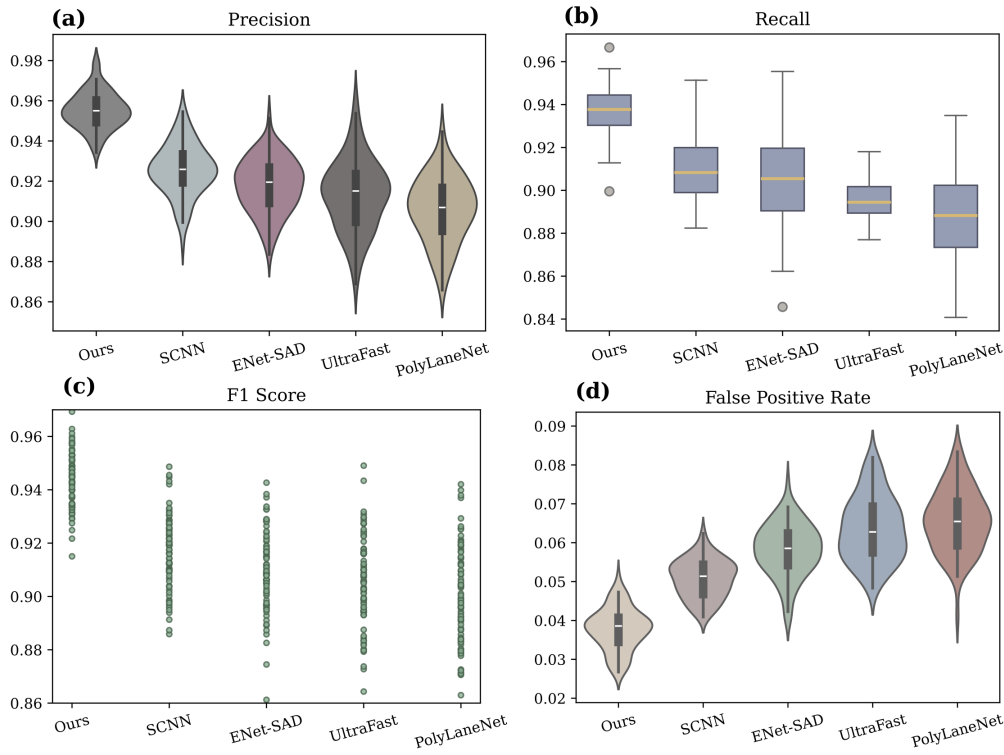 (a)
Precision
0.98
0.96
0.94
0.92
0.90
0.88
0.86
Ours
SCNN
ENet-SAD
UltraFast
PolyLaneNet
(b)
Recall
0.96
0.94
0.92
0.90
0.88
0.86
0.84
Ours
SCNN
ENet-SAD
UltraFast
PolyLaneNet
(c)
F1 Score
0.96
0.94
0.92
0.90
0.88
0.86
Ours
SCNN
ENet-SAD
UltraFast
PolyLaneNet
(d)
False Positive Rate
0.09
0.08
0.07
0.06
0.05
0.04
0.03
0.02
Ours
SCNN
ENet-SAD
UltraFast
PolyLaneNet